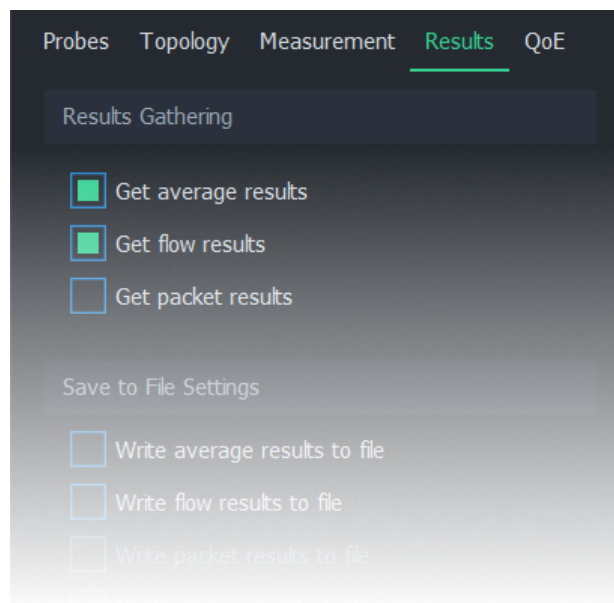 Probes Topology Measurement Results QoE
Results Gathering
Get average results
Get flow results
Get packet results
Save to File Settings
Write average results to file
Write flow results to file
Write packet results to file